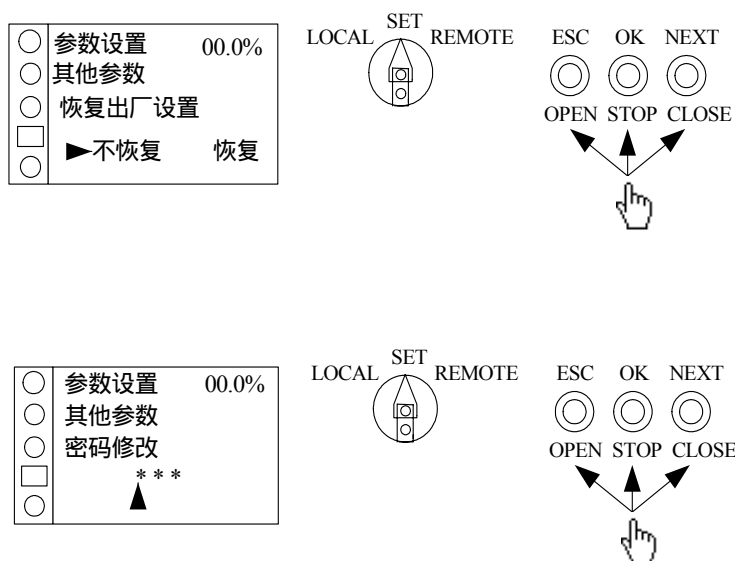 参数设置 00.0%
其他参数
恢复出厂设置
不恢复 恢复
SET
LOCAL REMOTE
ESC OK NEXT
OPEN STOP CLOSE
参数设置 00.0%
其他参数
密码修改
* * *
SET
LOCAL REMOTE
ESC OK NEXT
OPEN STOP CLOSE